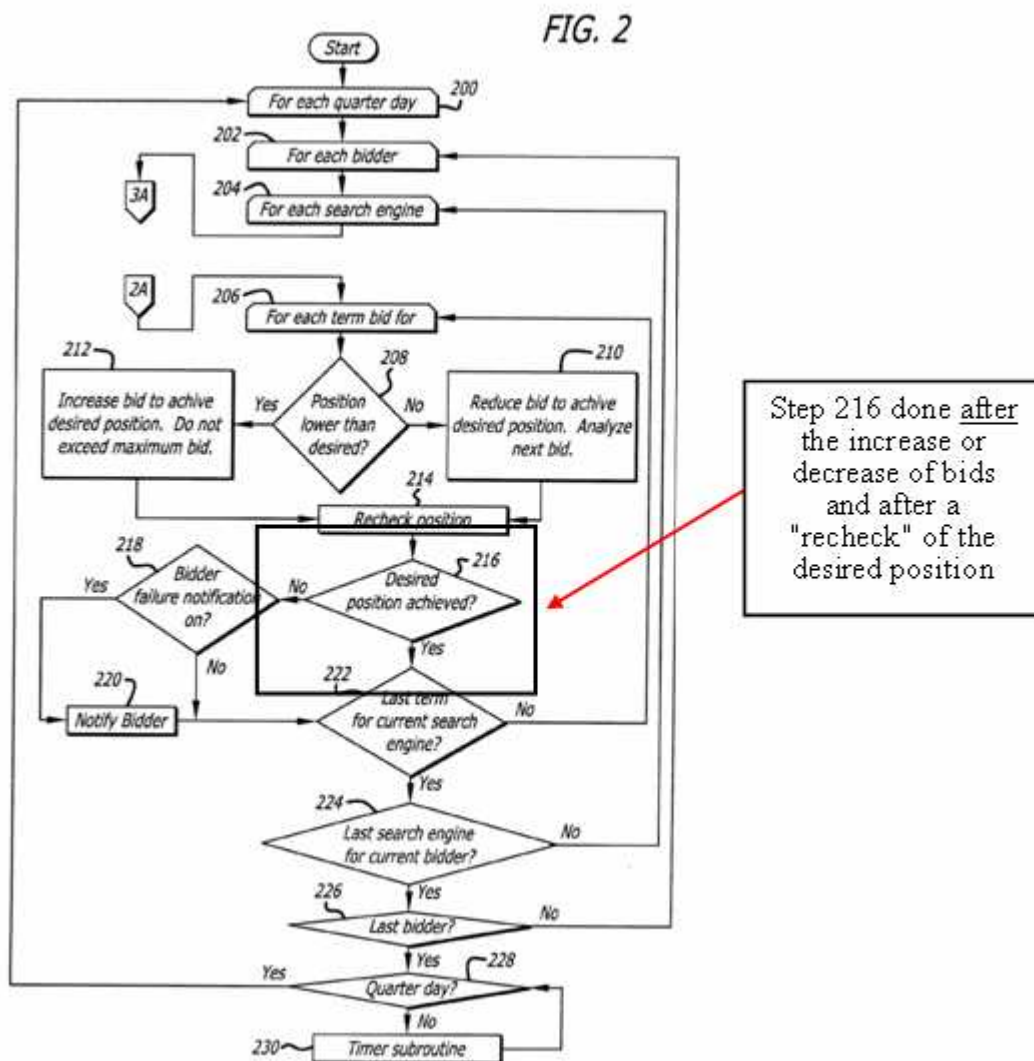 FIG. 2
Start
For each quarter day
200
202
For each bidder
3A
204
For each search engine
2A
206
For each term bid for
212
208
210
Increase bid to achive
desired position. Do not
exceed maximum bid.
Yes
Position
lower than
desired?
No
Reduce bid to achive
desired position. Analyze
next bid.
Step 216 done after
the increase or
decrease of bids
and after a
"recheck" of the
desired position
214
Recheck position
218
216
Yes
Bidder
failure notification
on?
No
Desired
position achieved?
Yes
No
220
222
Notify Bidder
Last term
for current search
engine?
No
Yes
224
Last search engine
for current bidder?
No
Yes
226
Last bidder?
No
Yes
Yes
228
Quarter day?
No
230
Timer subroutine